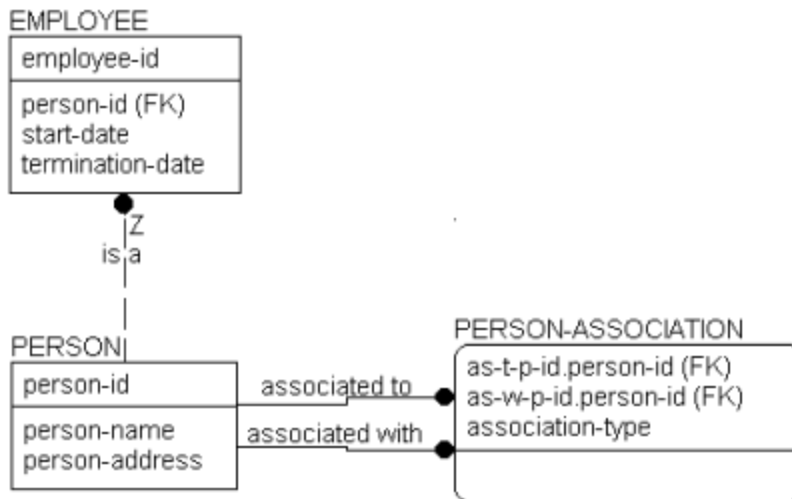 EMPLOYEE
employee-id
person-id (FK)
start-date
termination-date
Z
is a
PERSON
person-id
person-name
person-address
associated to
associated with
PERSON-ASSOCIATION
as-t-p-id.person-id (FK)
as-w-p-id.person-id (FK)
association-type